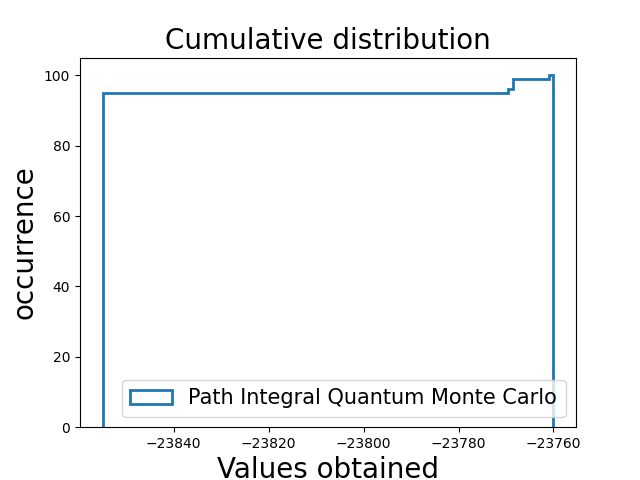 Cumulative distribution
100
80
60
40
20
0
occurrence
Path Integral Quantum Monte Carlo
−23840
−23820
−23800
−23780
−23760
Values obtained